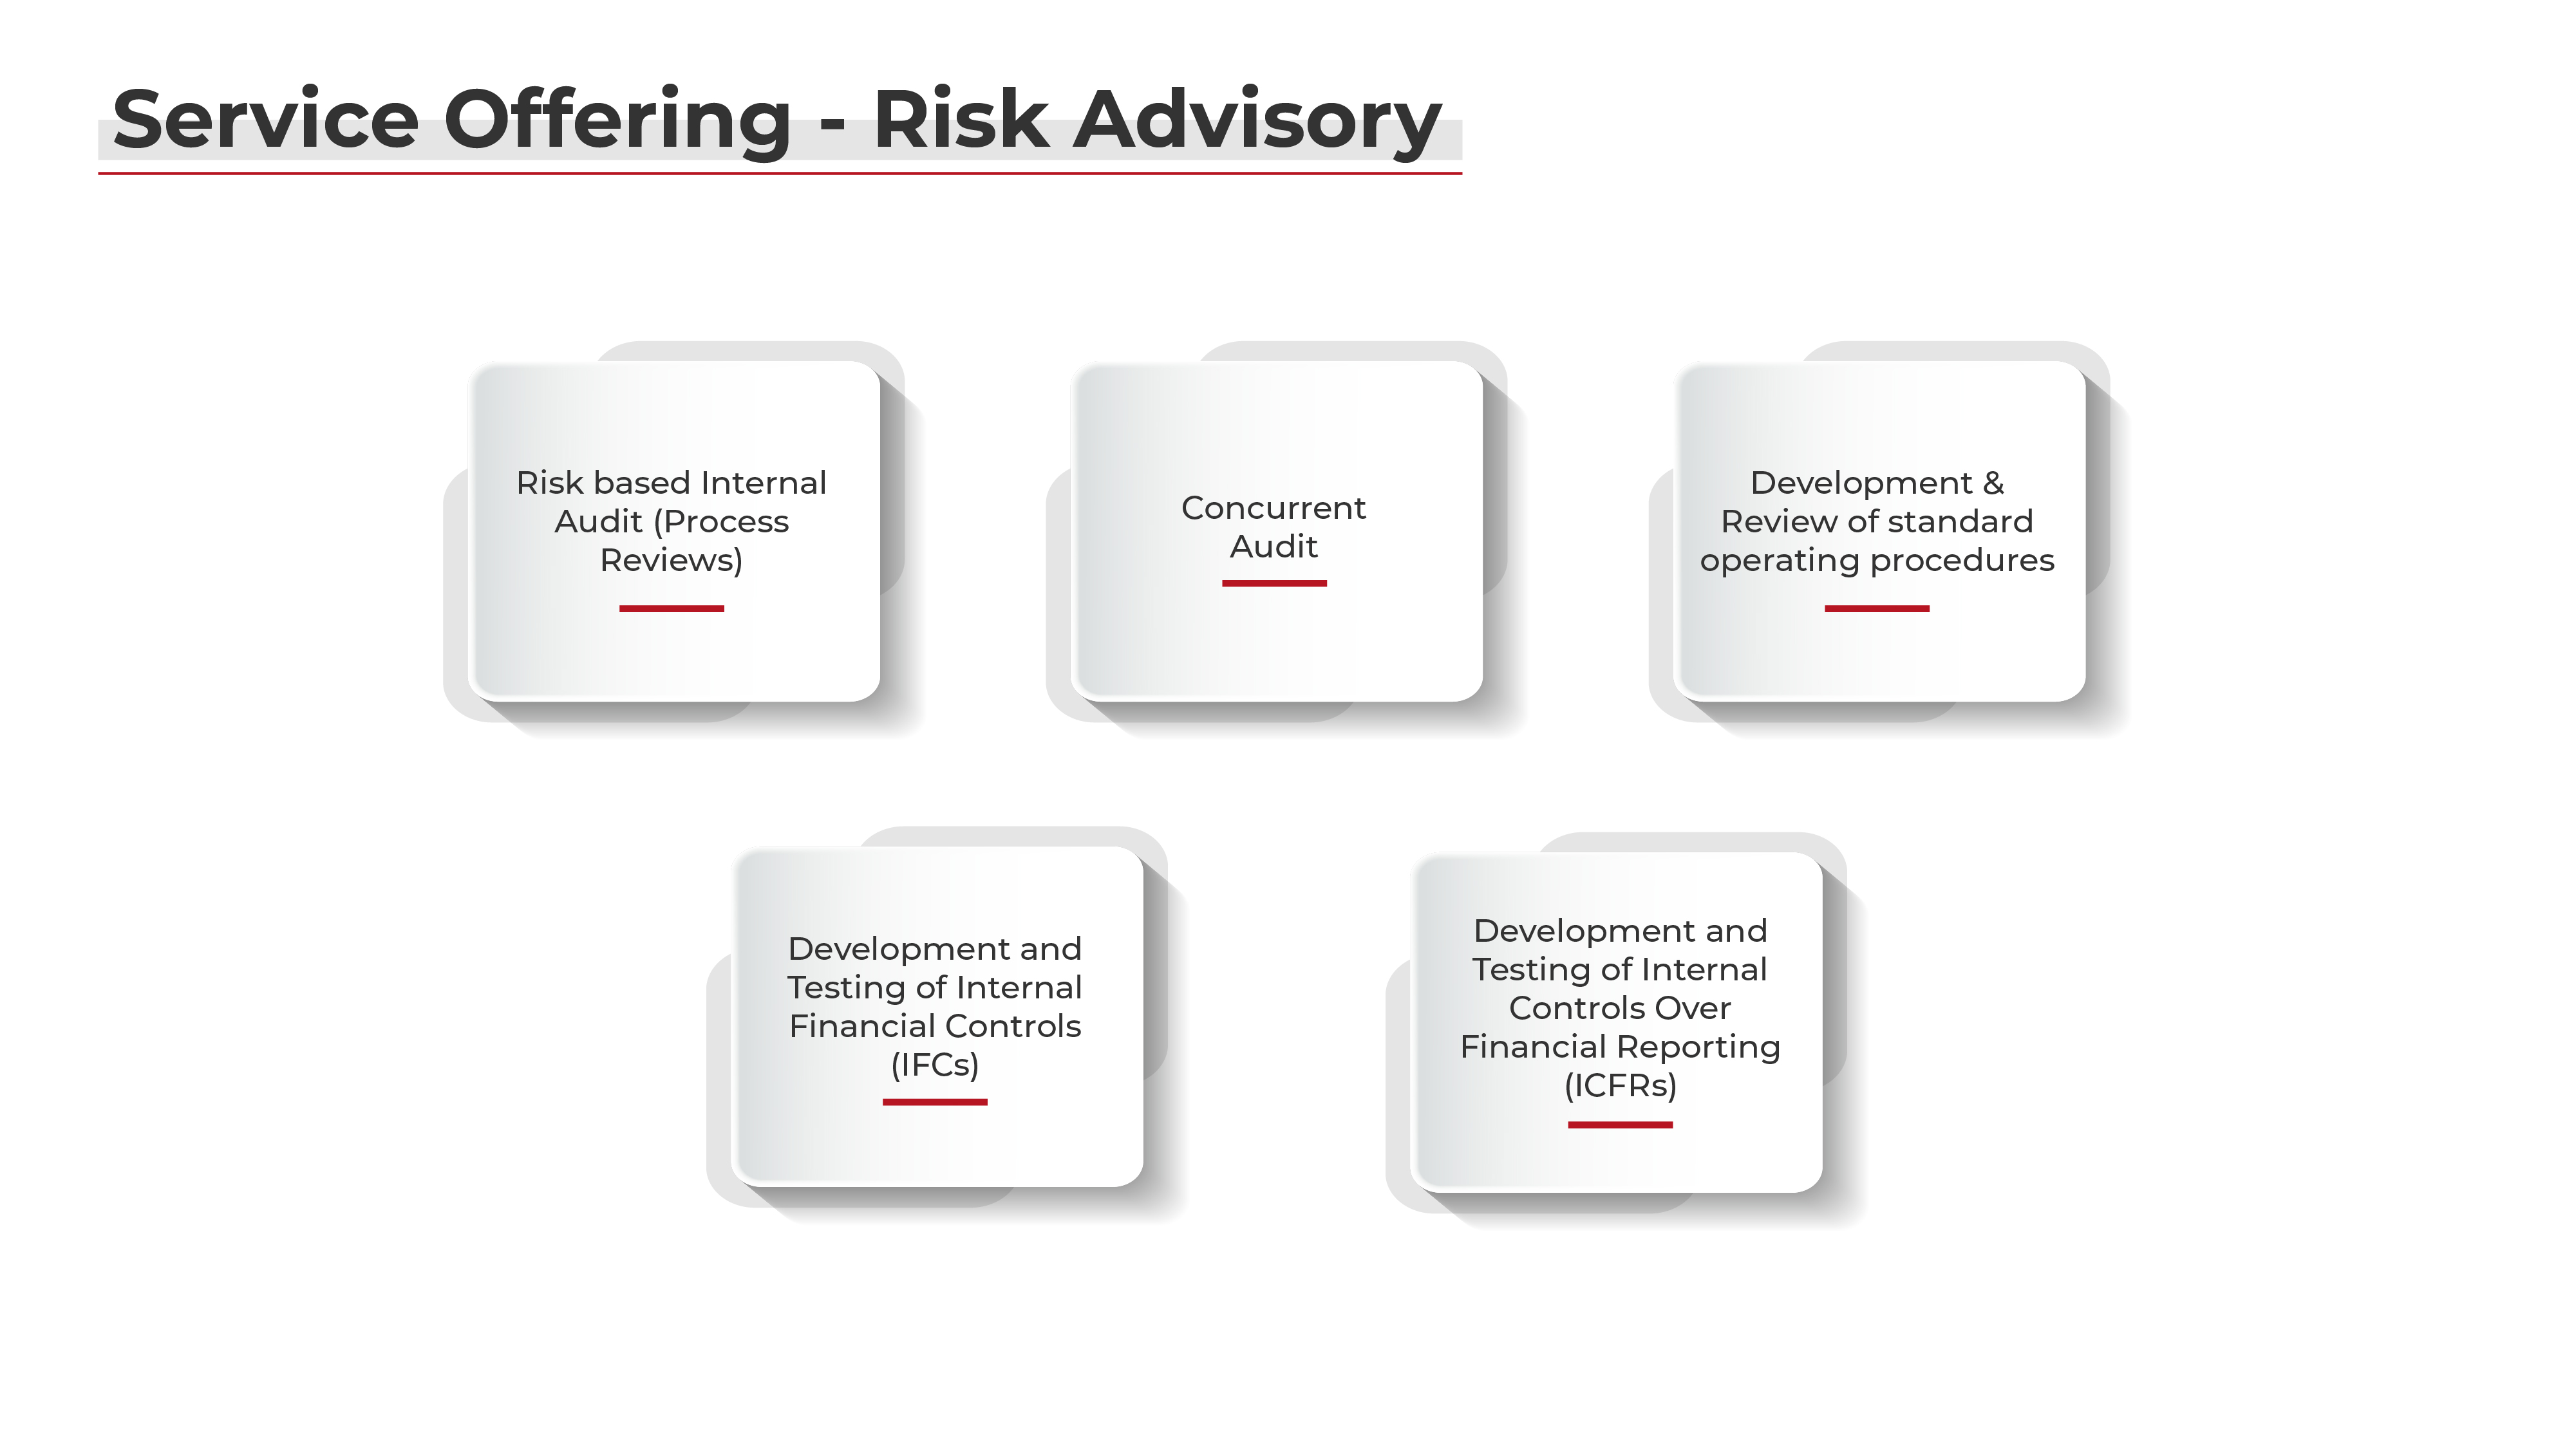 Service Offering - Risk Advisory
Risk based Internal
Audit (Process
Reviews)
Concurrent
Audit
Development &
Review of standard
operating procedures
Development and
Testing of Internal
Financial Controls
(IFCs)
Development and
Testing of Internal
Controls Over
Financial Reporting
(ICFRs)